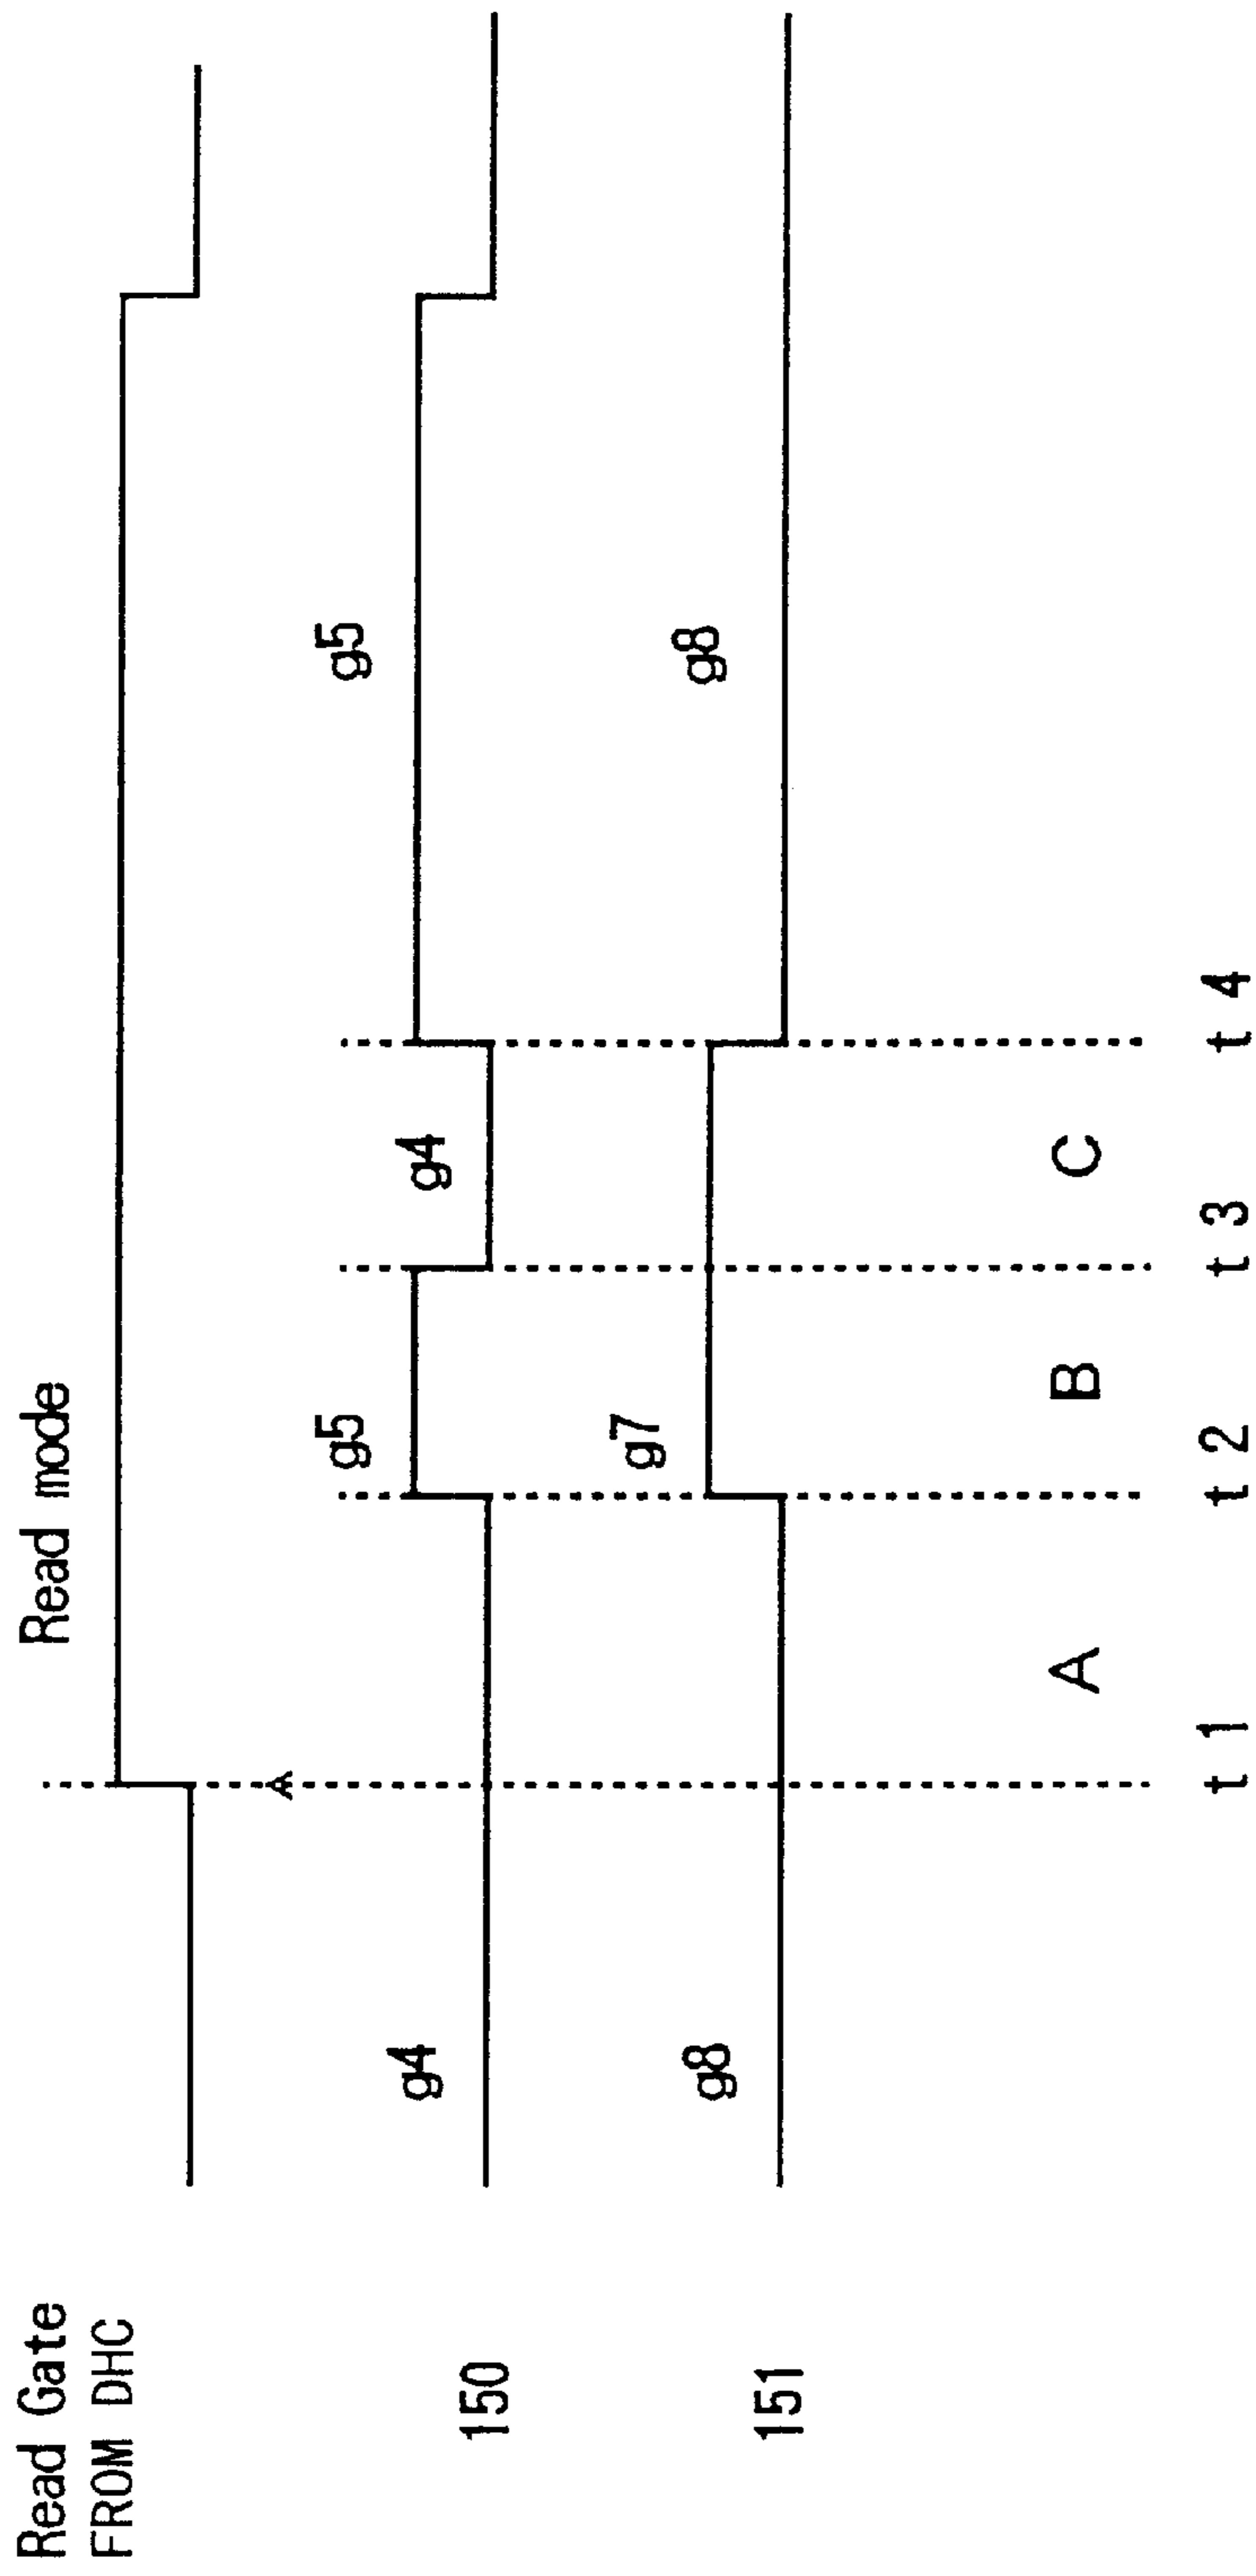 Read mode
Read Gate
FROM DHC
A
g5
g5
g4
g4
150
g7
g8
g8
151
A
B
C
t 1
t 2
t 3
t 4